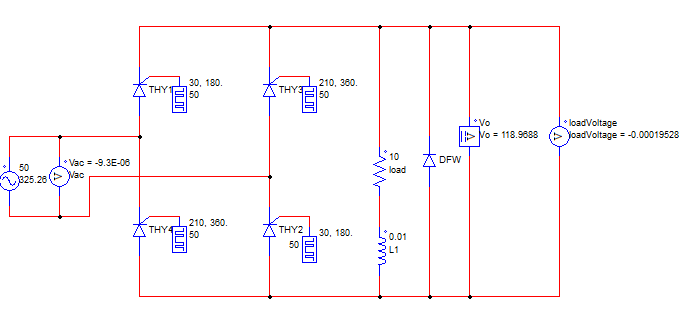 30, 180.
THY1
50
210, 360.
THY3
50
Vo
Vo = 118.9688
loadVoltage
loadVoltage = -0.00019528
50
325.26
Vac = -9.3E-06
Vac
10
load
DFW
210, 360.
THY4
50
THY2
50
30, 180.
0.01
L1